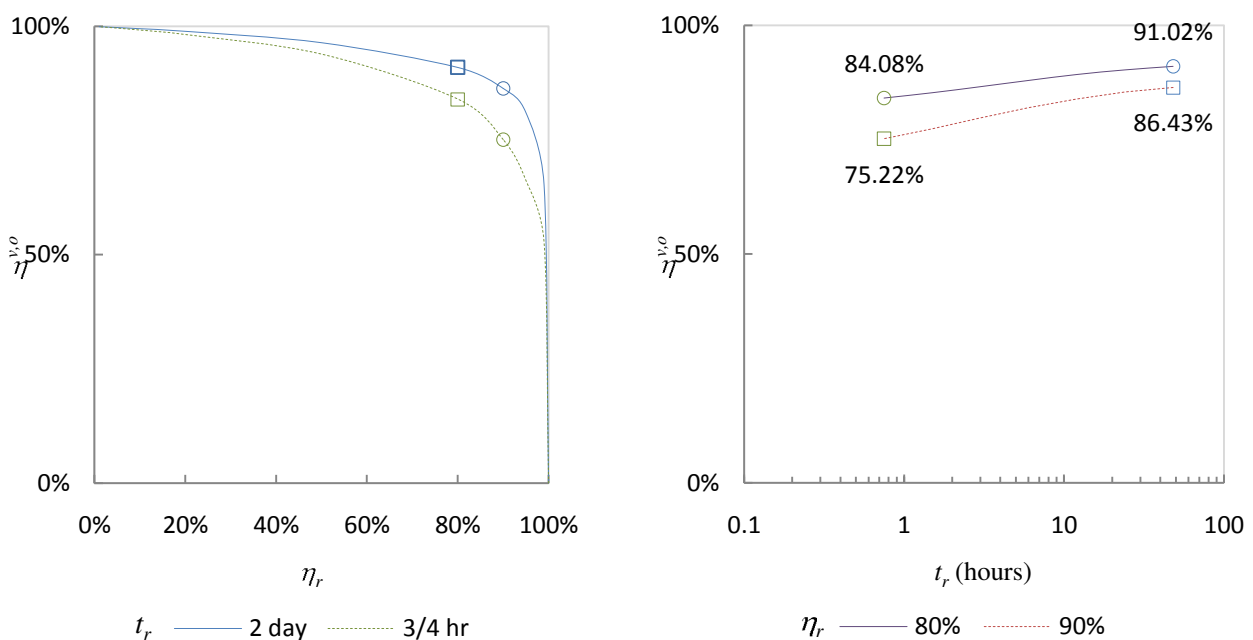 100%
50%
0%
η^{v,o}
0% 20% 40% 60% 80% 100%
η_r
t_r 2 day 3/4 hr
100%
50%
0%
η^{v,o}
84.08%
91.02%
75.22%
86.43%
0.1 1 10 100
t_r (hours)
η_r 80% 90%